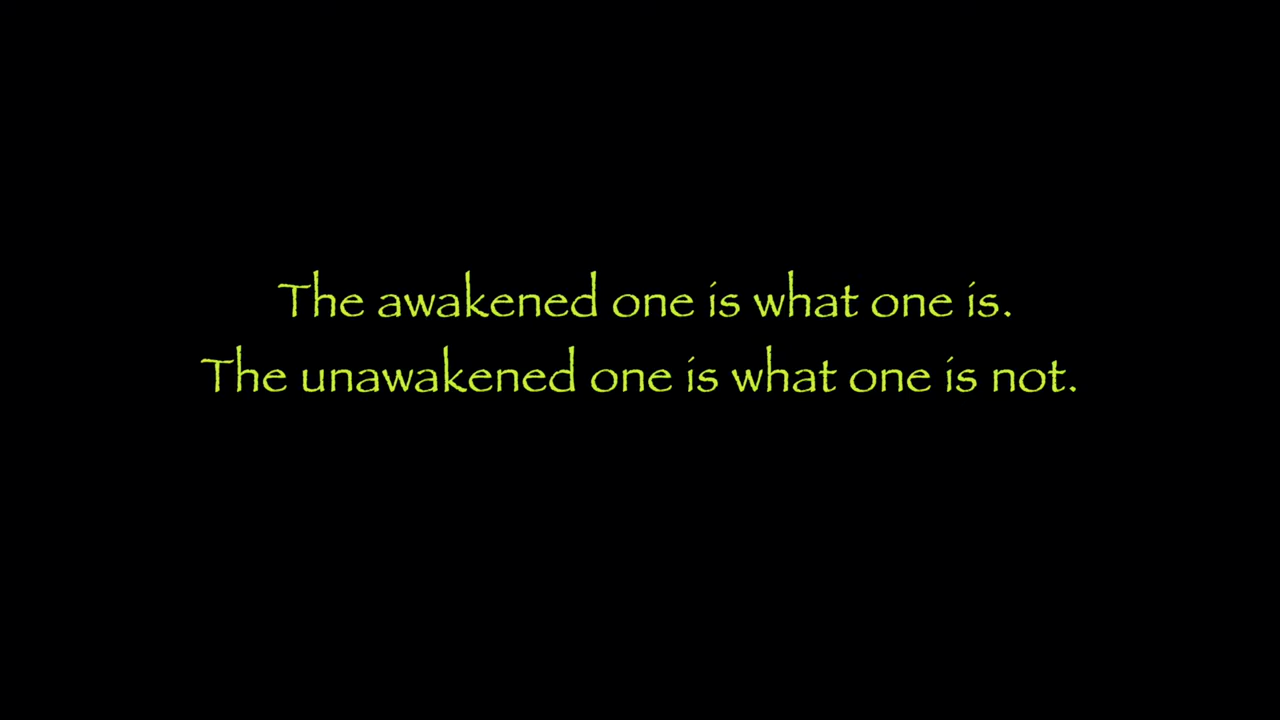 The awakened one is what one is.
The unawakened one is what one is not.